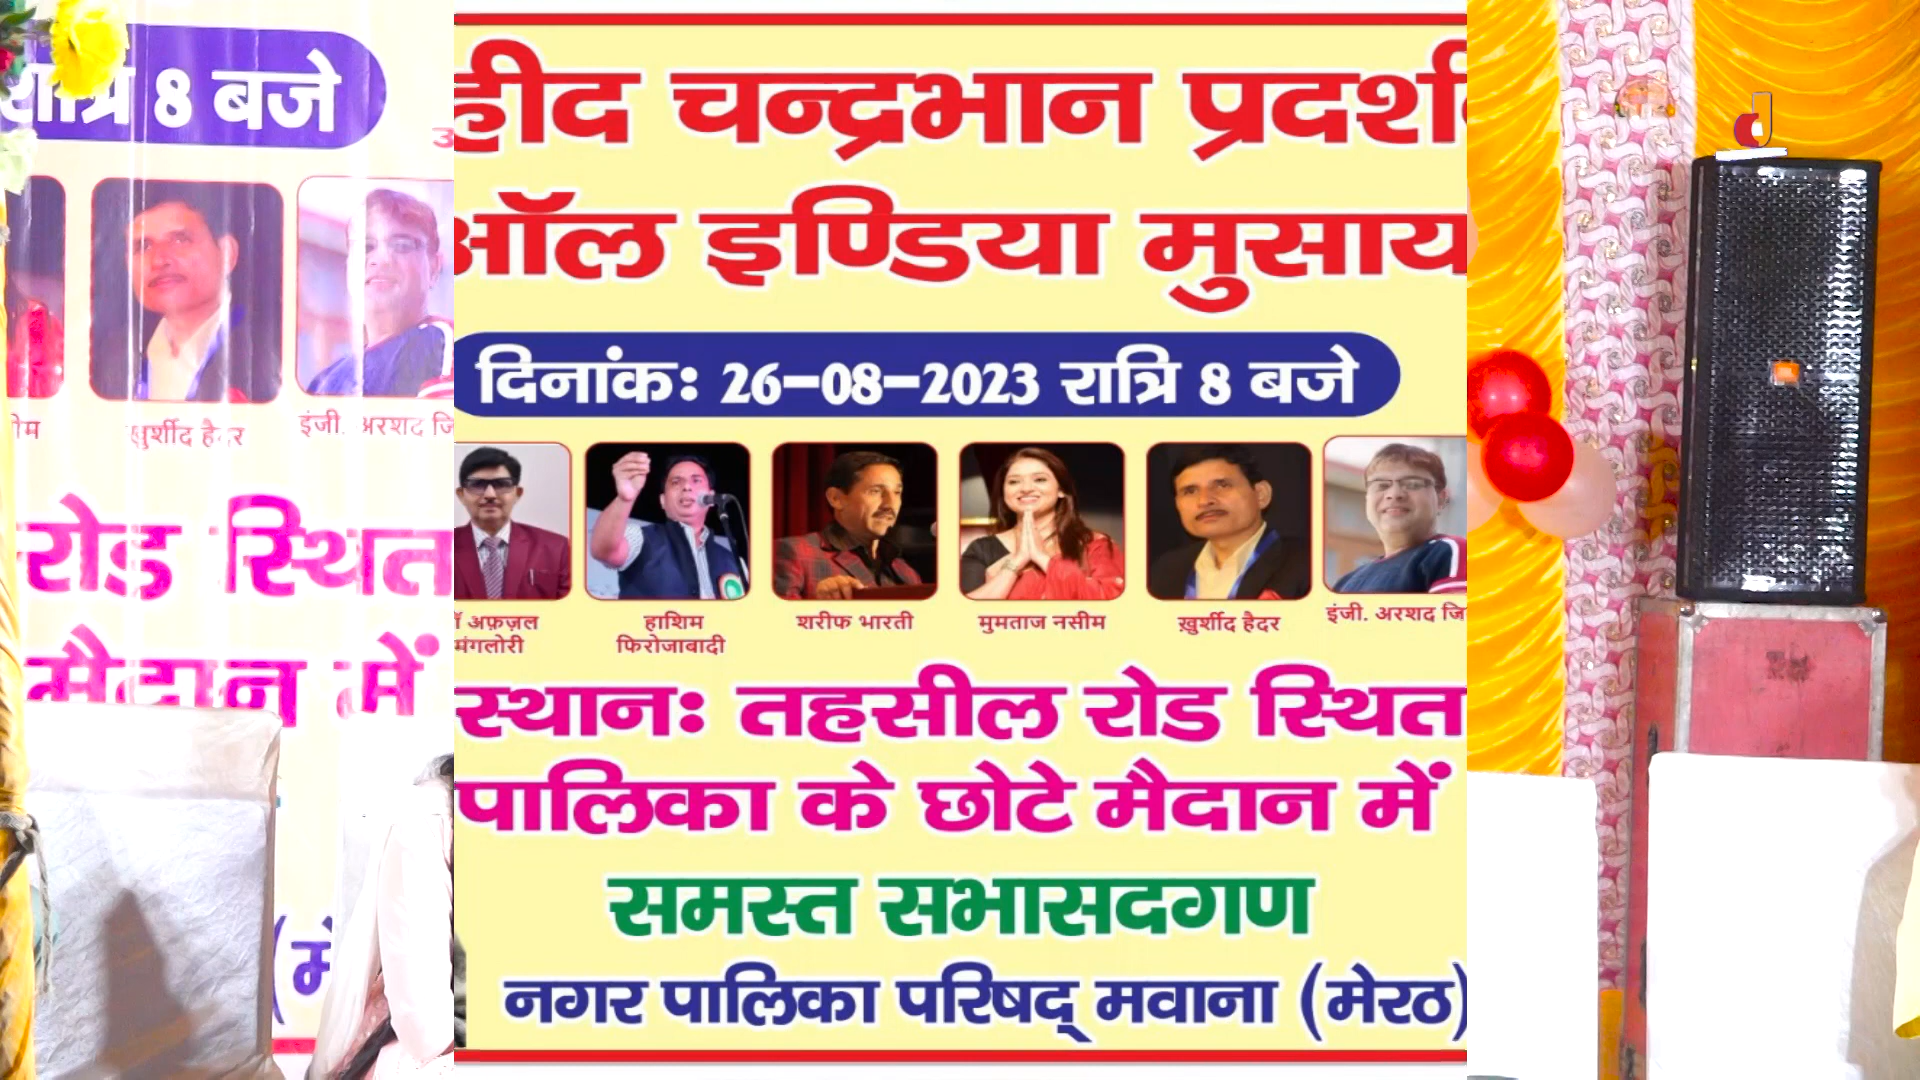 रात्रि 8 बजे
खुर्शीद हैदर
इंजी. अरशद जि
रोड स्थित
मैदान में
(मे
हीद चन्द्रभान प्रदर्श
ऑल इण्डिया मुसाय
दिनांकः 26-08-2023 रात्रि 8 बजे
अफ़ज़ल
मंगलोरी
हाशिम
फिरोजाबादी
शरीफ भारती
मुमताज नसीम
ख़ुर्शीद हैदर
इंजी. अरशद जि
स्थानः तहसील रोड स्थित
पालिका के छोटे मैदान में
समस्त सभासदगण
नगर पालिका परिषद् मवाना (मेरठ)